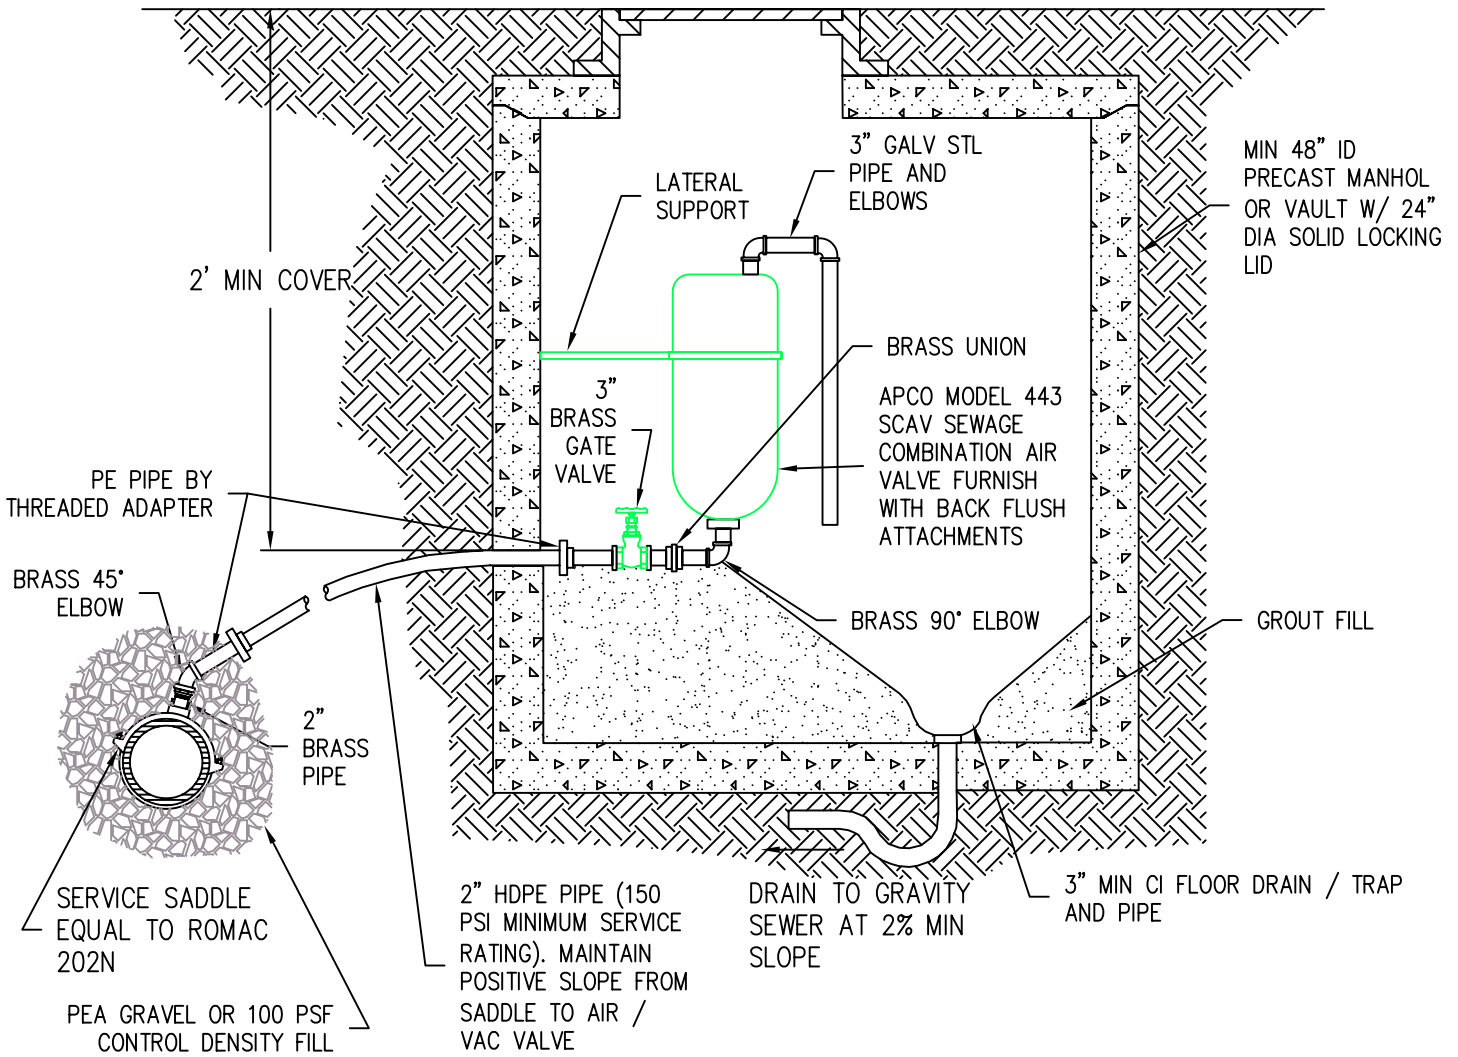 3" GALV STL
PIPE AND
ELBOWS
LATERAL
SUPPORT
MIN 48" ID
PRECAST MANHOL
OR VAULT W/ 24"
DIA SOLID LOCKING
LID
2' MIN COVER
BRASS UNION
3"
BRASS
GATE
VALVE
APCO MODEL 443
SCAV SEWAGE
COMBINATION AIR
VALVE FURNISH
WITH BACK FLUSH
ATTACHMENTS
PE PIPE BY
THREADED ADAPTER
BRASS 45°
ELBOW
BRASS 90° ELBOW
GROUT FILL
2"
BRASS
PIPE
SERVICE SADDLE
EQUAL TO ROMAC
202N
PEA GRAVEL OR 100 PSF
CONTROL DENSITY FILL
2" HDPE PIPE (150
PSI MINIMUM SERVICE
RATING). MAINTAIN
POSITIVE SLOPE FROM
SADDLE TO AIR /
VAC VALVE
DRAIN TO GRAVITY
SEWER AT 2% MIN
SLOPE
3" MIN CI FLOOR DRAIN / TRAP
AND PIPE